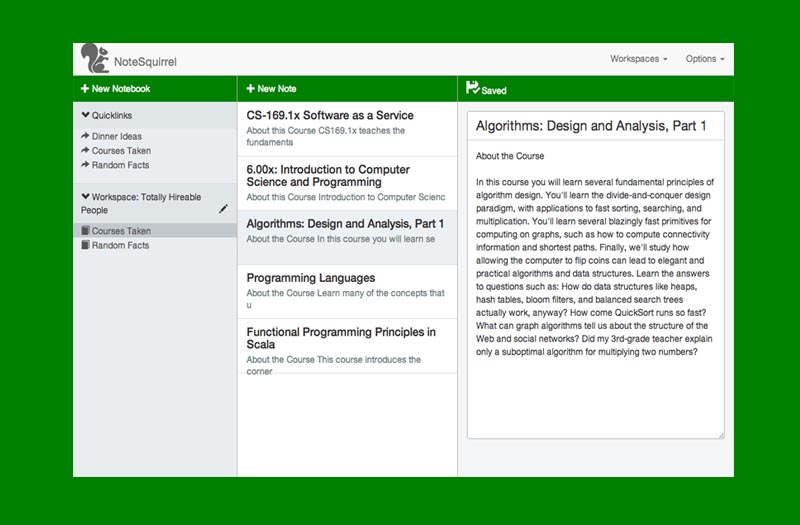 NoteSquirrel
Workspaces
Options
New Notebook
New Note
Saved
Quicklinks
Dinner Ideas
Courses Taken
Random Facts
Workspace: Totally Hireable
People
Courses Taken
Random Facts
CS-169.1x Software as a Service
About this Course CS169.1x teaches the
fundamenta
6.00x: Introduction to Computer
Science and Programming
About this Course Introduction to Computer Scienc
Algorithms: Design and Analysis, Part 1
About the Course In this course you will learn se
Programming Languages
About the Course Learn many of the concepts that
u
Functional Programming Principles in
Scala
About the Course This course introduces the
corner
Algorithms: Design and Analysis, Part 1
About the Course
In this course you will learn several fundamental principles of
algorithm design. You'll learn the divide-and-conquer design
paradigm, with applications to fast sorting, searching, and
multiplication. You'll learn several blazingly fast primitives for
computing on graphs, such as how to compute connectivity
information and shortest paths. Finally, we'll study how
allowing the computer to flip coins can lead to elegant and
practical algorithms and data structures. Learn the answers
to questions such as: How do data structures like heaps,
hash tables, bloom filters, and balanced search trees
actually work, anyway? How come QuickSort runs so fast?
What can graph algorithms tell us about the structure of the
Web and social networks? Did my 3rd-grade teacher explain
only a suboptimal algorithm for multiplying two numbers?